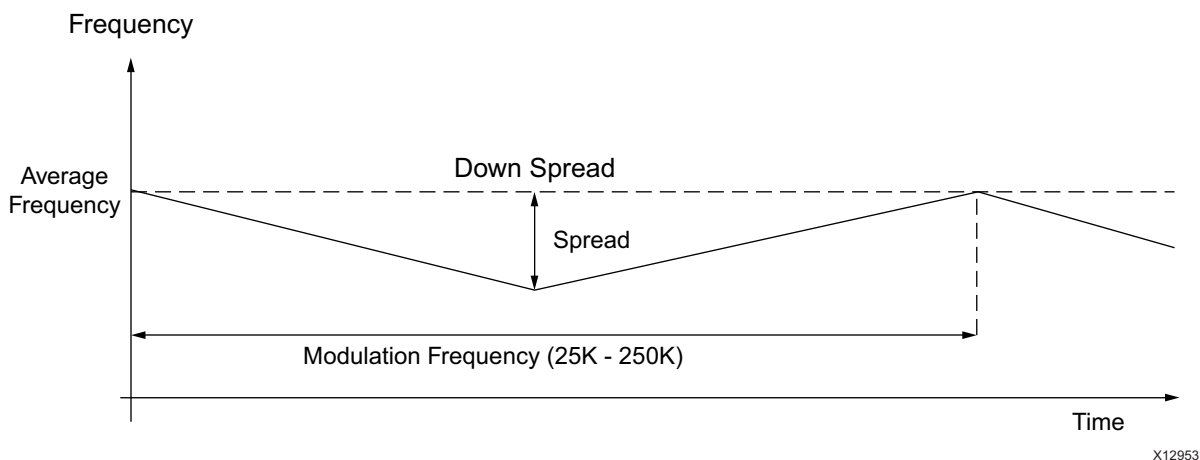 Frequency
Down Spread
Average
Frequency
Spread
Modulation Frequency (25K - 250K)
Time
X12953